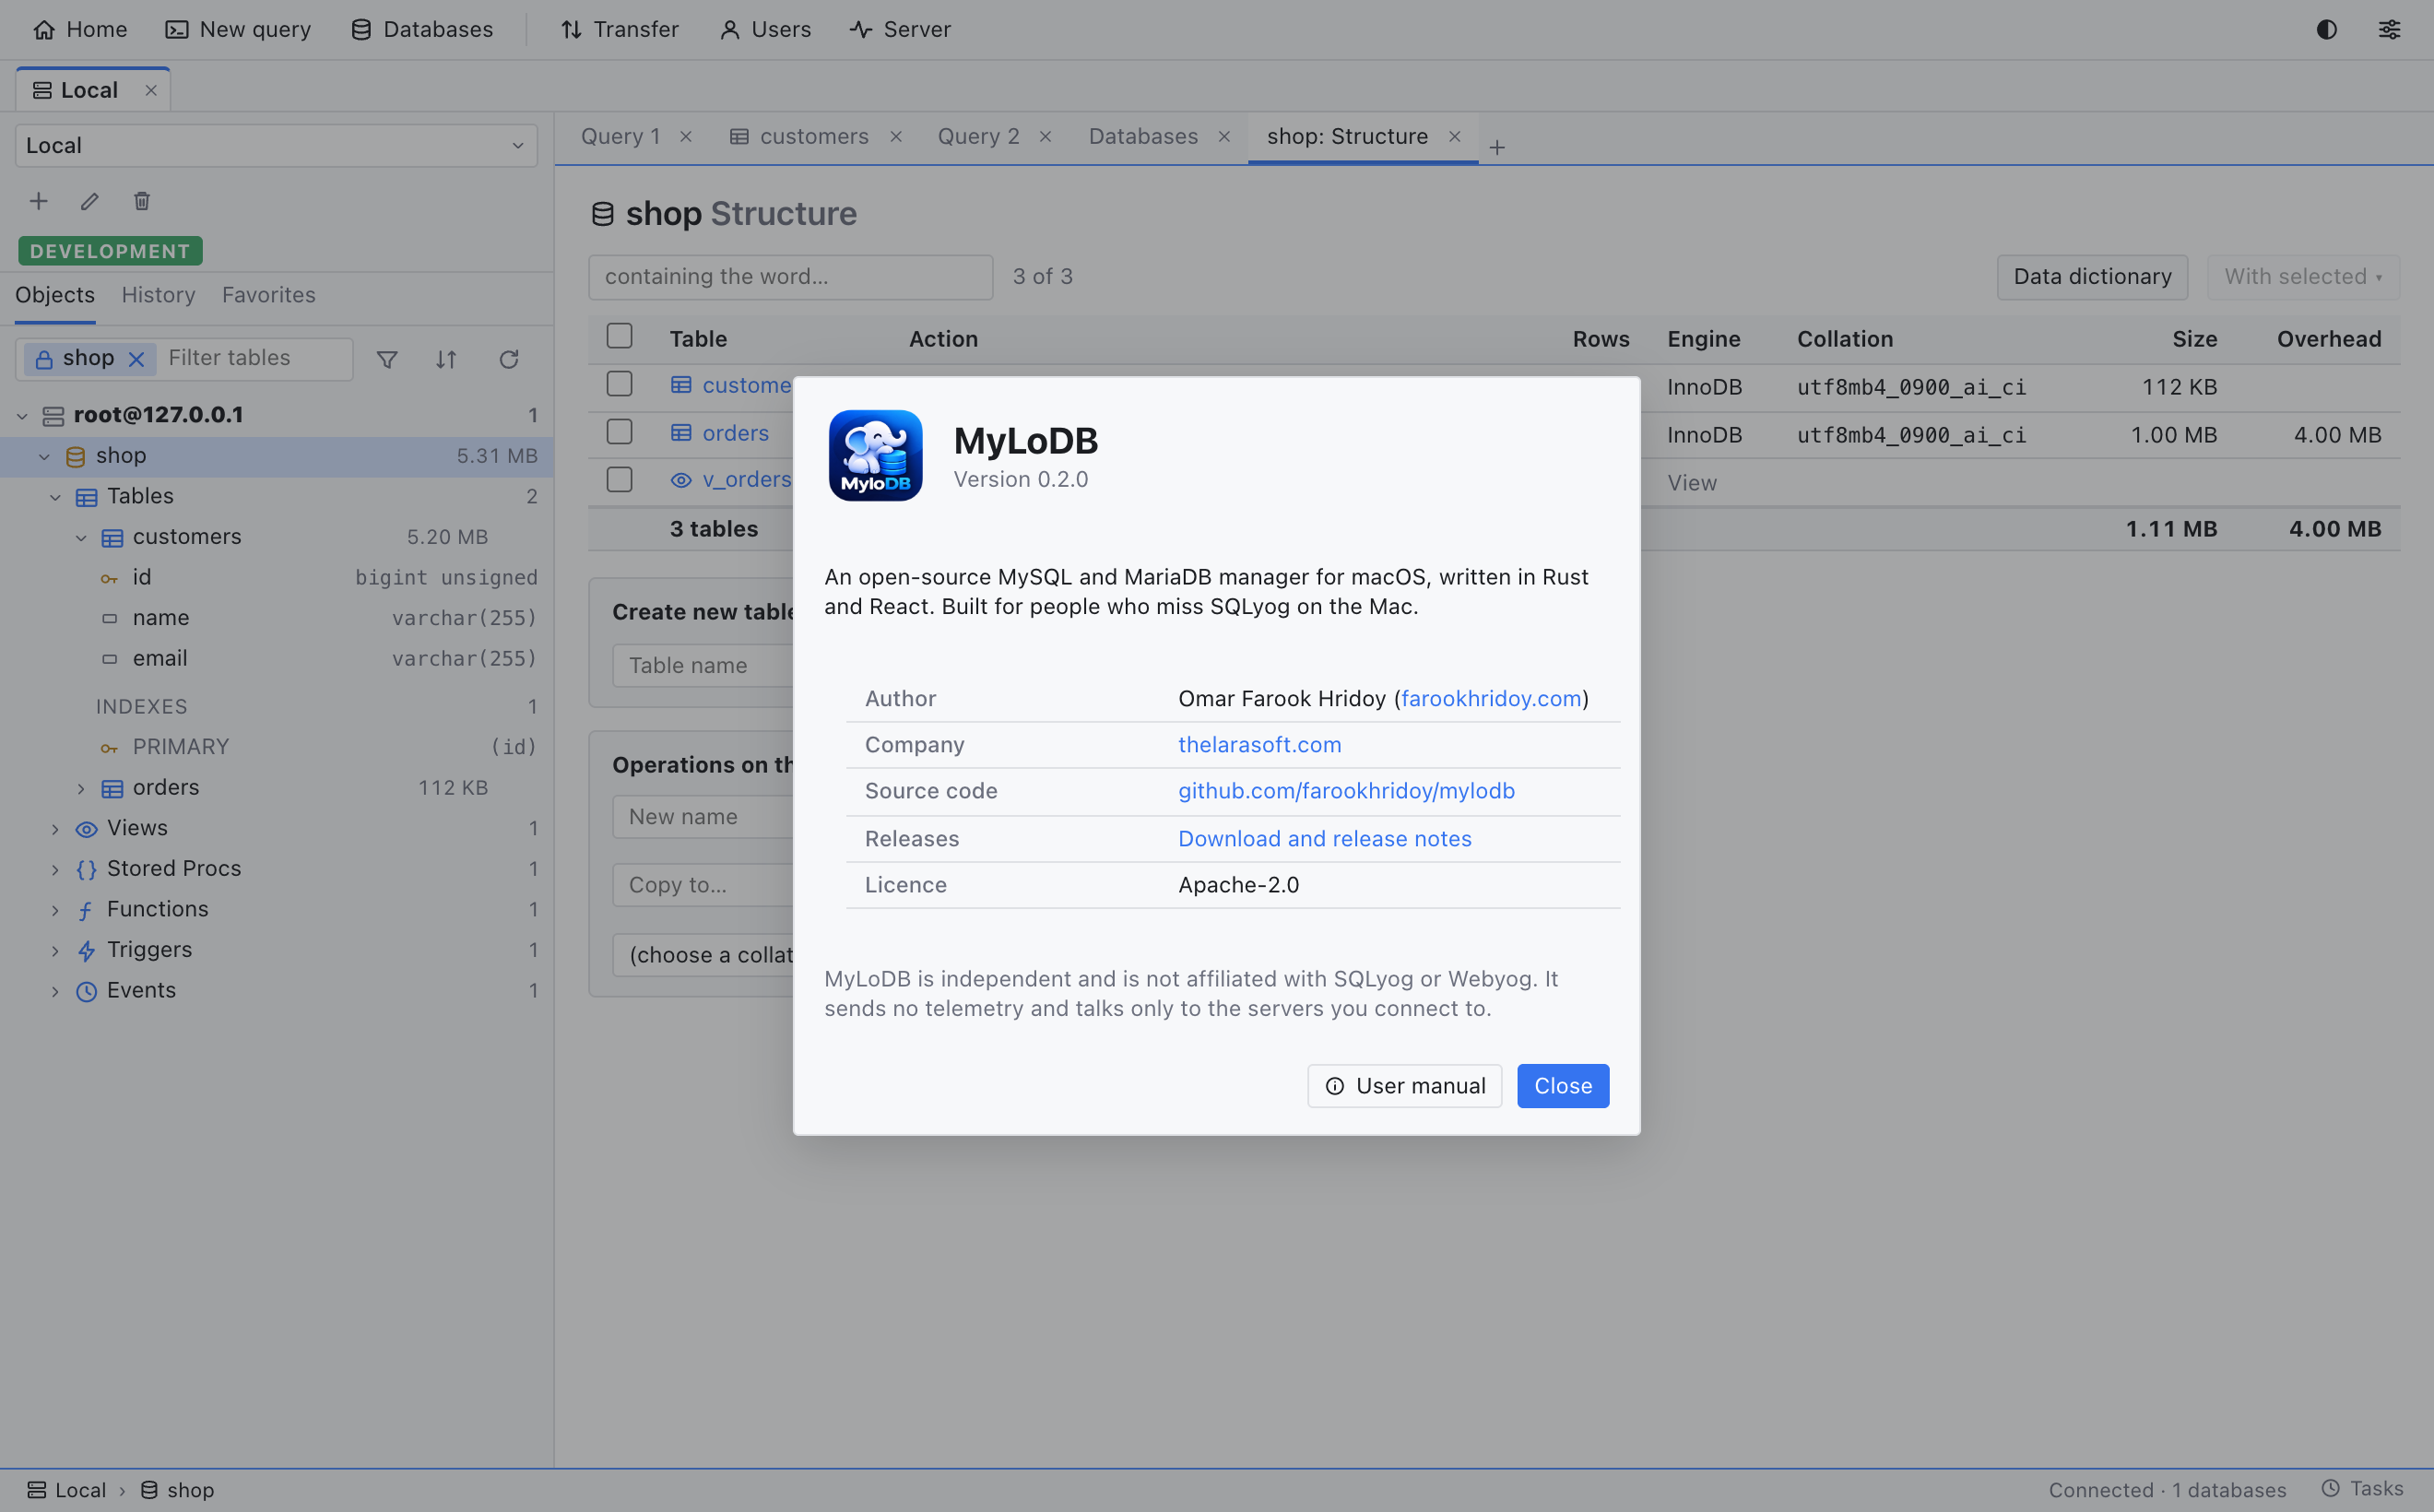 Home New query Databases Transfer Users Server
Local
Local
DEVELOPMENT
Objects History Favorites
shop Filter tables
root@127.0.0.1 1
shop 5.31 MB
Tables 2
customers 5.20 MB
id bigint unsigned
name varchar(255)
email varchar(255)
INDEXES 1
PRIMARY (id)
orders 112 KB
Views 1
Stored Procs 1
Functions 1
Triggers 1
Events 1
Query 1 customers Query 2 Databases shop: Structure
shop Structure
containing the word... 3 of 3 Data dictionary With selected
Table Action Rows Engine Collation Size Overhead
custome InnoDB utf8mb4_0900_ai_ci 112 KB
orders InnoDB utf8mb4_0900_ai_ci 1.00 MB 4.00 MB
v_orders View
3 tables 1.11 MB 4.00 MB
Create new table
Table name
Operations on th
New name
Copy to...
(choose a collat
MyloDB
MyLoDB
Version 0.2.0
An open-source MySQL and MariaDB manager for macOS, written in Rust
and React. Built for people who miss SQLyog on the Mac.
Author Omar Farook Hridoy (farookhridoy.com)
Company thelarasoft.com
Source code github.com/farookhridoy/mylodb
Releases Download and release notes
Licence Apache-2.0
MyLoDB is independent and is not affiliated with SQLyog or Webyog. It
sends no telemetry and talks only to the servers you connect to.
User manual Close
Local › shop Connected · 1 databases Tasks